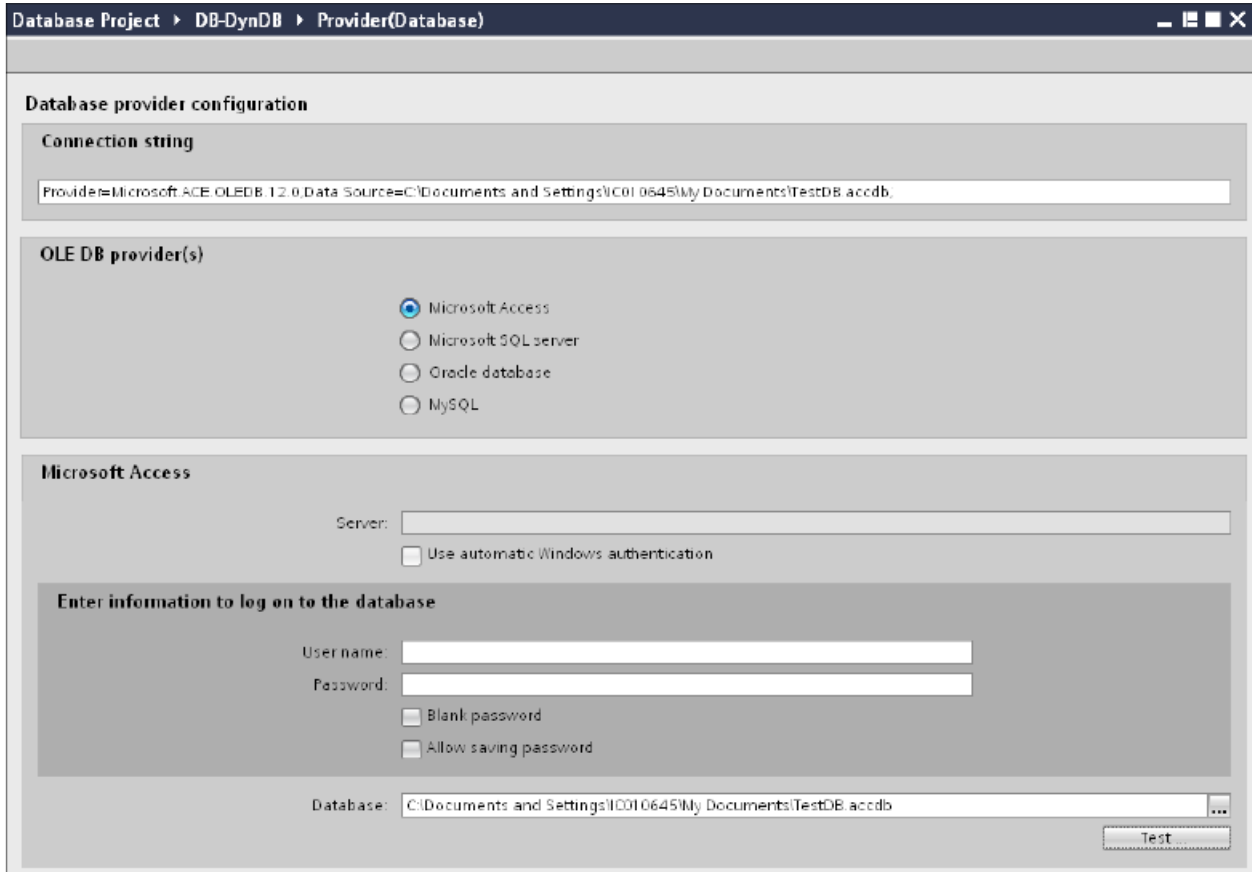 Database Project ▸ DB-DynDB ▸ Provider(Database)
Database provider configuration
Connection string
Provider=Microsoft.ACE.OLEDB.12.0;Data Source=C:\Documents and Settings\IC010645\My Documents\TestDB.accdb;
OLE DB provider(s)
Microsoft Access
Microsoft SQL server
Oracle database
MySQL
Microsoft Access
Server:
Use automatic Windows authentication
Enter information to log on to the database
User name:
Password:
Blank password
Allow saving password
Database: C:\Documents and Settings\IC010645\My Documents\TestDB.accdb ...
Test ...